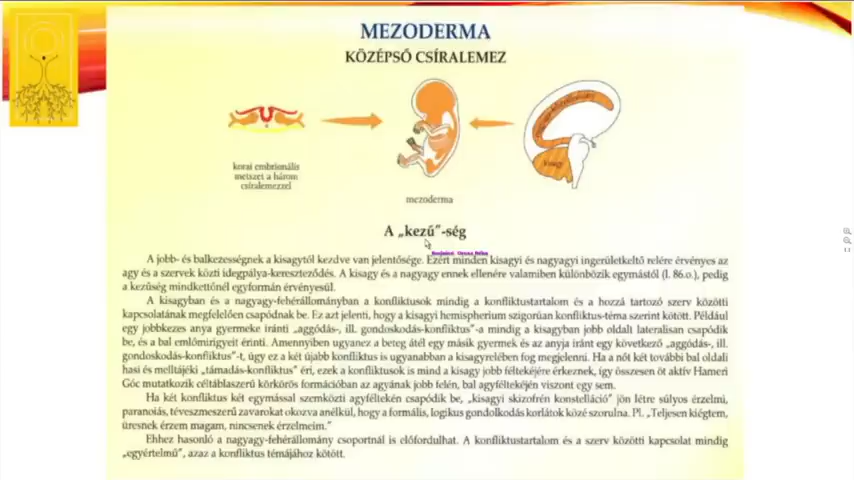 MEZODERMA
KÖZÉPSŐ CSÍRALEMEZ
korai embrionális
metszet a három
csíralemezzel
mezoderma
kisagy
A „kezű”-ség
A jobb- és balkezességnek a kisagytól kezdve van jelentősége. Ezért minden kisagyi és nagyagyi ingerületkeltő relére érvényes az
agy és a szervek közti idegpálya-kereszteződés. A kisagy és a nagyagy ennek ellenére valamiben különbözik egymástól (l. 86.o.), pedig
a kezűség mindkettőnél egyformán érvényesül.
A kisagyban és a nagyagy-fehérállományban a konfliktusok mindig a konfliktustartalom és a hozzá tartozó szerv közötti
kapcsolatának megfelelően csapódnak be. Ez azt jelenti, hogy a kisagyi hemispherium szigorúan konfliktus-téma szerint kötött. Például
egy jobbkezes anya gyermeke iránti „aggódás-, ill. gondoskodás-konfliktus”-a mindig a kisagyban jobb oldalt lateralisan csapódik
be, és a bal emlőmirigyeit érinti. Amennyiben ugyanez a beteg átél egy másik gyermek és az anyja iránt egy következő „aggódás-, ill.
gondoskodás-konfliktus”-t, úgy ez a két újabb konfliktus is ugyanabban a kisagyrelében fog megjelenni. Ha a nőt két további bal oldali
hasi és melltájéki „támadás-konfliktus” éri, ezek a konfliktusok is mind a kisagy jobb féltekéjére érkeznek, így összesen öt aktív Hameri
Góc mutatkozik céltáblaszerű körkörös formációban az agyának jobb felén, bal agyféltekéjén viszont egy sem.
Ha két konfliktus két egymással szemközti agyféltekén csapódik be, „kisagyi skizofrén konstelláció” jön létre súlyos érzelmi,
paranoiás, téveszmeszerű zavarokat okozva anélkül, hogy a formális, logikus gondolkodás korlátok közé szorulna. Pl. „Teljesen kiégtem,
üresnek érzem magam, nincsenek érzelmeim.”
Ehhez hasonló a nagyagy-fehérállomány csoportnál is előfordulhat. A konfliktustartalom és a szerv közötti kapcsolat mindig
„egyértelmű”, azaz a konfliktus témájához kötött.